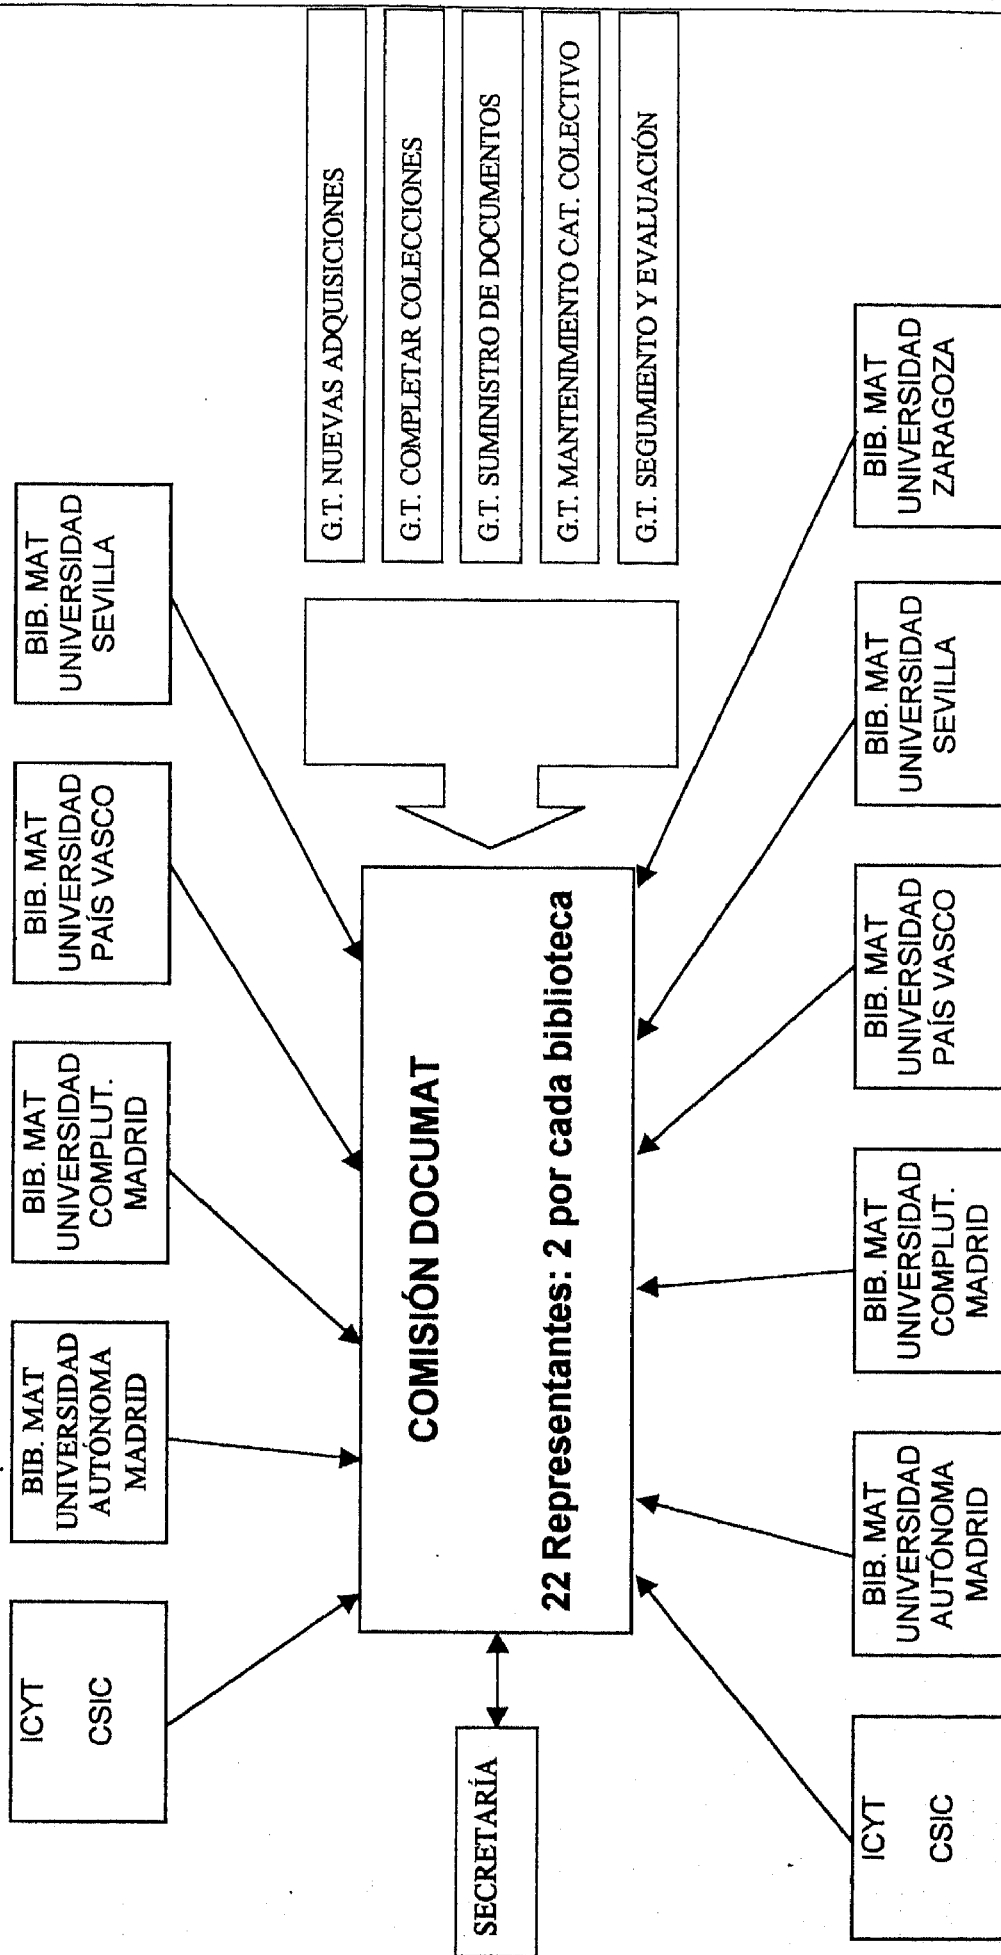 ICYT
CSIC
BIB. MAT
UNIVERSIDAD
AUTÓNOMA
MADRID
BIB. MAT
UNIVERSIDAD
COMPLUT.
MADRID
BIB. MAT
UNIVERSIDAD
PAÍS VASCO
BIB. MAT
UNIVERSIDAD
SEVILLA
SECRETARÍA
COMISIÓN DOCUMAT
22 Representantes: 2 por cada biblioteca
G.T. NUEVAS ADQUISICIONES
G.T. COMPLETAR COLECCIONES
G.T. SUMINISTRO DE DOCUMENTOS
G.T. MANTENIMIENTO CAT. COLECTIVO
G.T. SEGUMIENTO Y EVALUACIÓN
ICYT
CSIC
BIB. MAT
UNIVERSIDAD
AUTÓNOMA
MADRID
BIB. MAT
UNIVERSIDAD
COMPLUT.
MADRID
BIB. MAT
UNIVERSIDAD
PAÍS VASCO
BIB. MAT
UNIVERSIDAD
SEVILLA
BIB. MAT
UNIVERSIDAD
ZARAGOZA